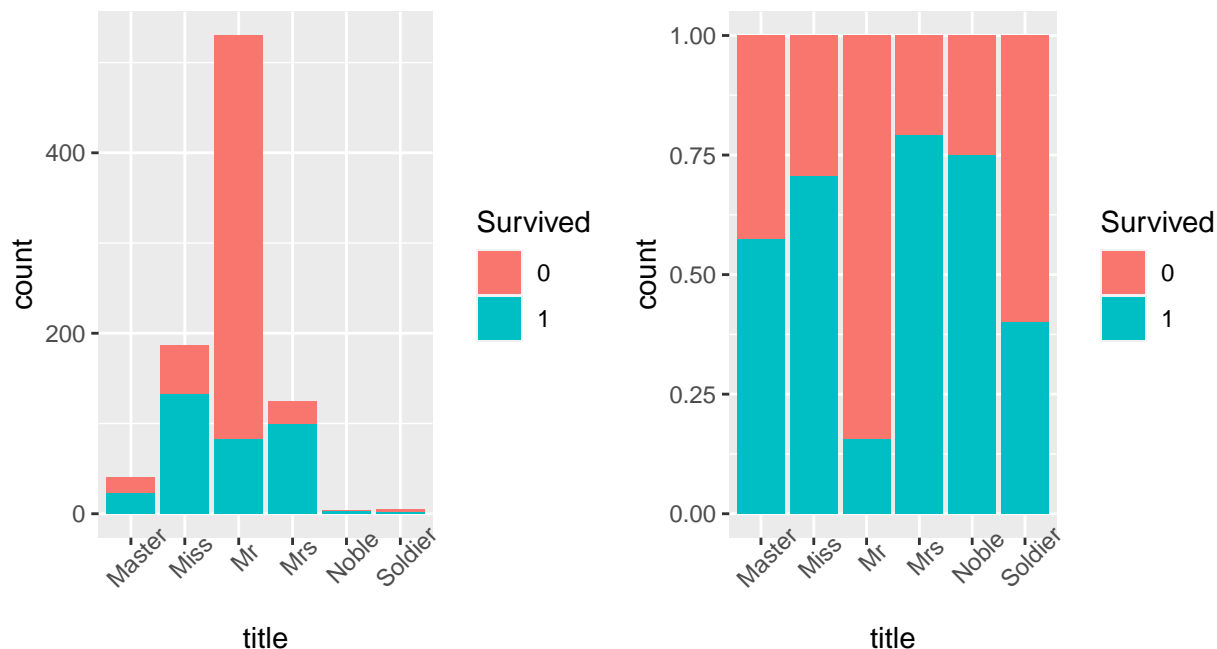 count
400
200
0
Master
Miss
Mr
Mrs
Noble
Soldier
title
Survived
0
1
count
1.00
0.75
0.50
0.25
0.00
Master
Miss
Mr
Mrs
Noble
Soldier
title
Survived
0
1